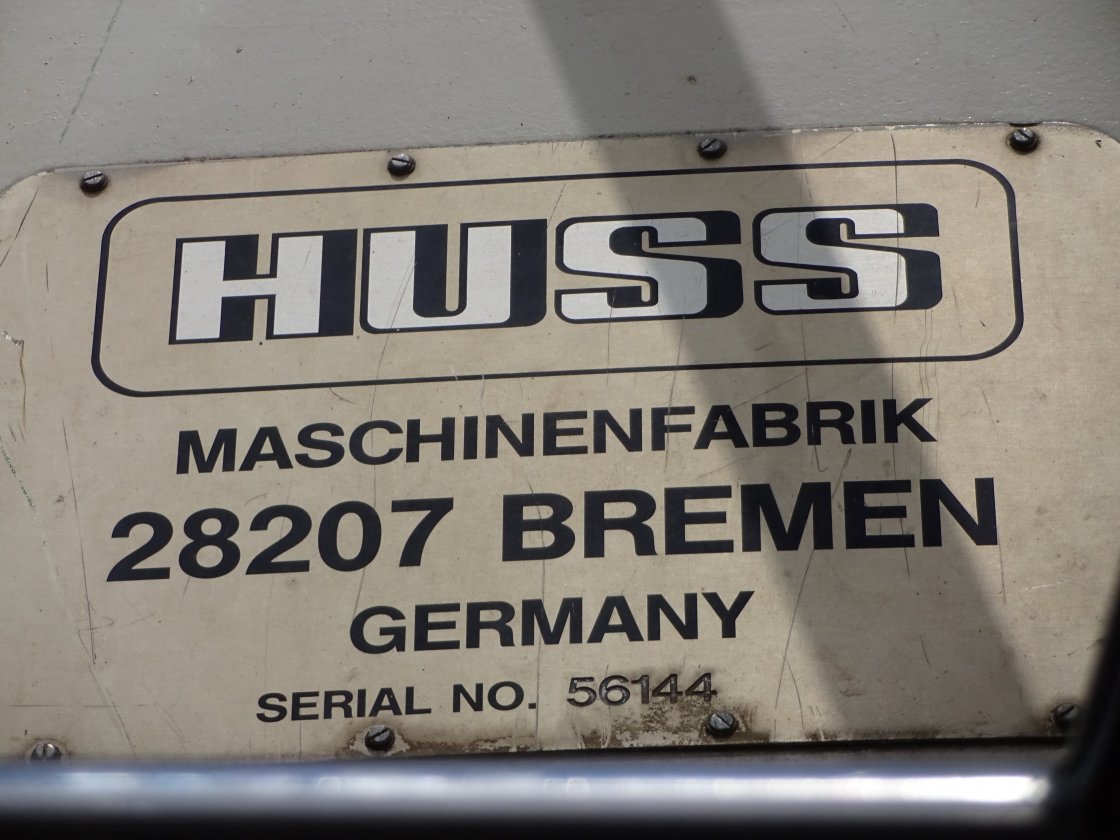 HUSS
MASCHINENFABRIK
28207 BREMEN
GERMANY
SERIAL NO. 56144